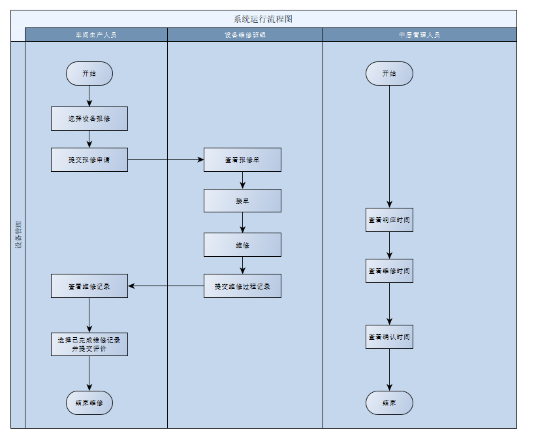 系统运行流程图
车间生产人员
设备维修班组
中层管理人员
设备管理
开始
选择设备报修
提交报修申请
查看报修单
接单
维修
提交维修过程记录
查看维修记录
选择已完成维修记录
并提交评价
结束维修
开始
查看响应时间
查看维修时间
查看确认时间
结束